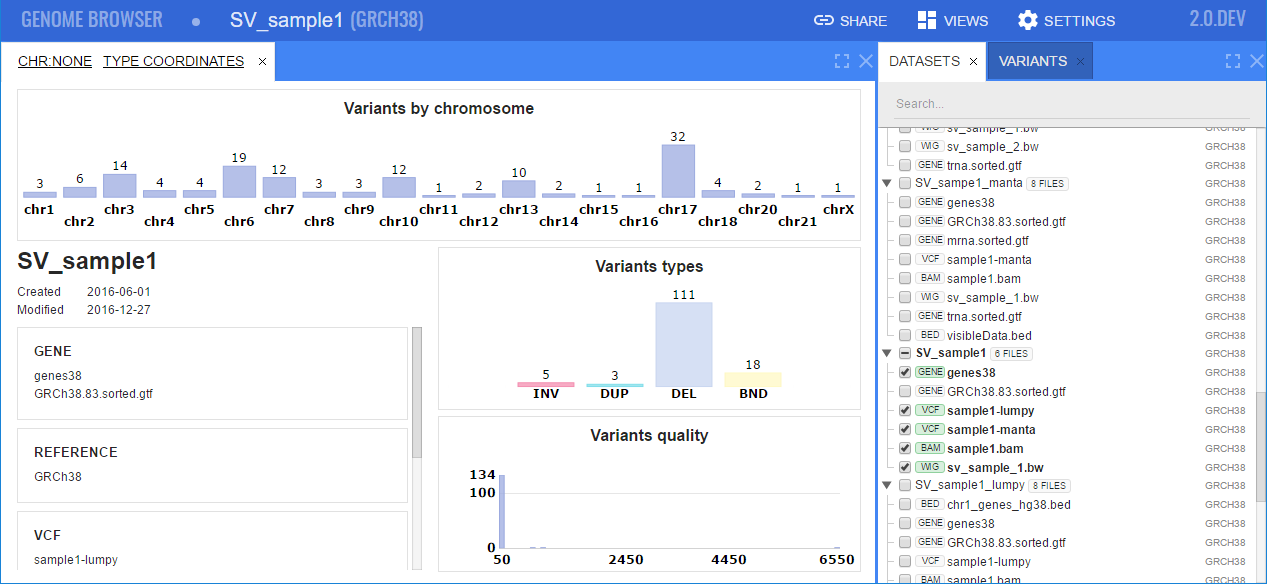 GENOME BROWSER SV_sample1 (GRCH38) SHARE VIEWS SETTINGS 2.0.DEV
CHR:NONE TYPE COORDINATES ×
Variants by chromosome
3 6 14 4 4 19 12 3 3 12 1 2 10 2 1 1 32 4 2 1 1
chr1 chr2 chr3 chr4 chr5 chr6 chr7 chr8 chr9 chr10 chr11 chr12 chr13 chr14 chr15 chr16 chr17 chr18 chr20 chr21 chrX
SV_sample1
Created 2016-06-01
Modified 2016-12-27
GENE
genes38
GRCh38.83.sorted.gtf
REFERENCE
GRCh38
VCF
sample1-lumpy
Variants types
5 3 111 18
INV DUP DEL BND
Variants quality
134
100
0
50 2450 4450 6550
DATASETS × VARIANTS ×
Search...
WIG sv_sample_1.bw GRCH38
WIG sv_sample_2.bw GRCH38
GENE trna.sorted.gtf GRCH38
SV_sampe1_manta 8 FILES GRCH38
GENE genes38 GRCH38
GENE GRCh38.83.sorted.gtf GRCH38
GENE mrna.sorted.gtf GRCH38
VCF sample1-manta GRCH38
BAM sample1.bam GRCH38
WIG sv_sample_1.bw GRCH38
GENE trna.sorted.gtf GRCH38
BED visibleData.bed GRCH38
SV_sample1 6 FILES GRCH38
GENE genes38 GRCH38
GENE GRCh38.83.sorted.gtf GRCH38
VCF sample1-lumpy GRCH38
VCF sample1-manta GRCH38
BAM sample1.bam GRCH38
WIG sv_sample_1.bw GRCH38
SV_sample1_lumpy 8 FILES GRCH38
BED chr1_genes_hg38.bed GRCH38
GENE genes38 GRCH38
GENE GRCh38.83.sorted.gtf GRCH38
VCF sample1-lumpy GRCH38
BAM sample1.bam GRCH38